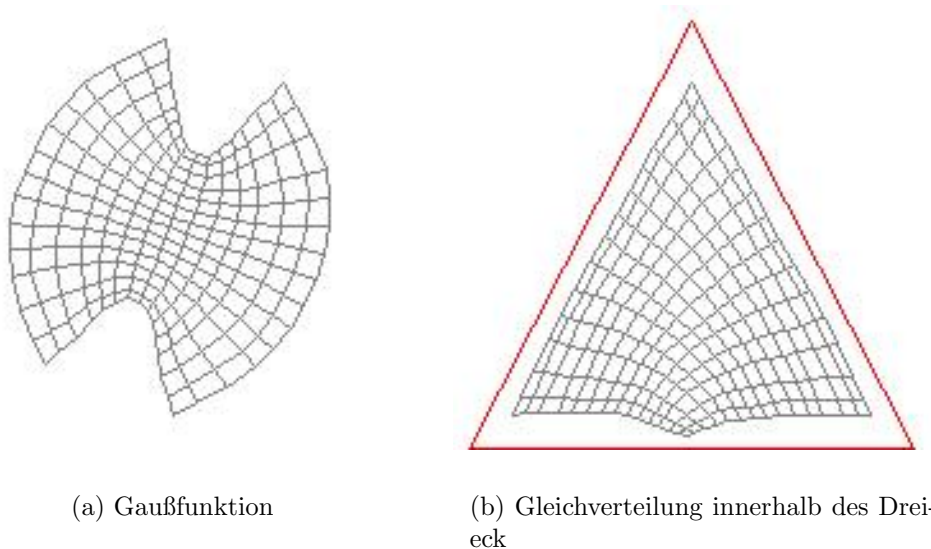 (a) Gaußfunktion
(b) Gleichverteilung innerhalb des Drei-
eck